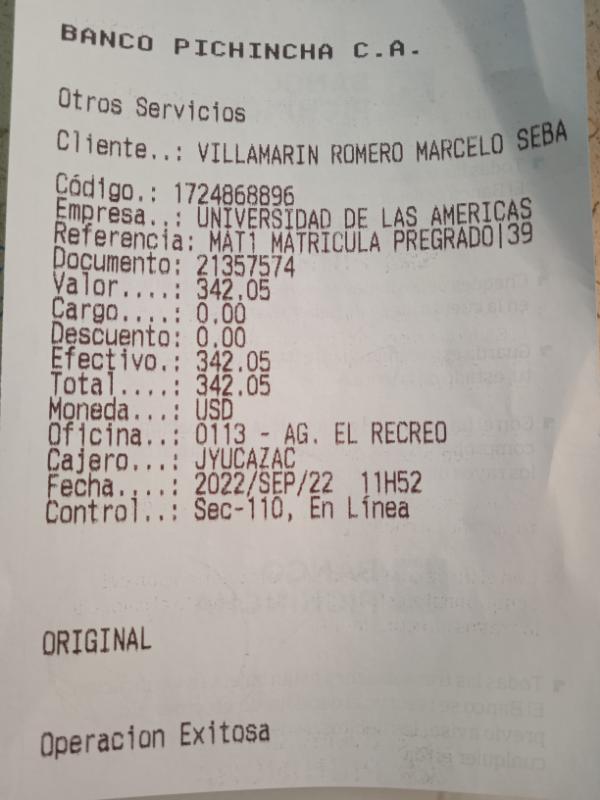 BANCO PICHINCHA C.A.
Otros Servicios
Cliente..: VILLAMARIN ROMERO MARCELO SEBA
Código.: 1724868896
Empresa..: UNIVERSIDAD DE LAS AMERICAS
Referencia: MAT1 MATRICULA PREGRADO|39
Documento: 21357574
Valor....: 342.05
Cargo....: 0.00
Descuento: 0.00
Efectivo.: 342.05
Total....: 342.05
Moneda...: USD
Oficina..: 0113 - AG. EL RECREO
Cajero...: JYUCAZAC
Fecha....: 2022/SEP/22 11H52
Control..: Sec-110, En Línea
ORIGINAL
Operacion Exitosa